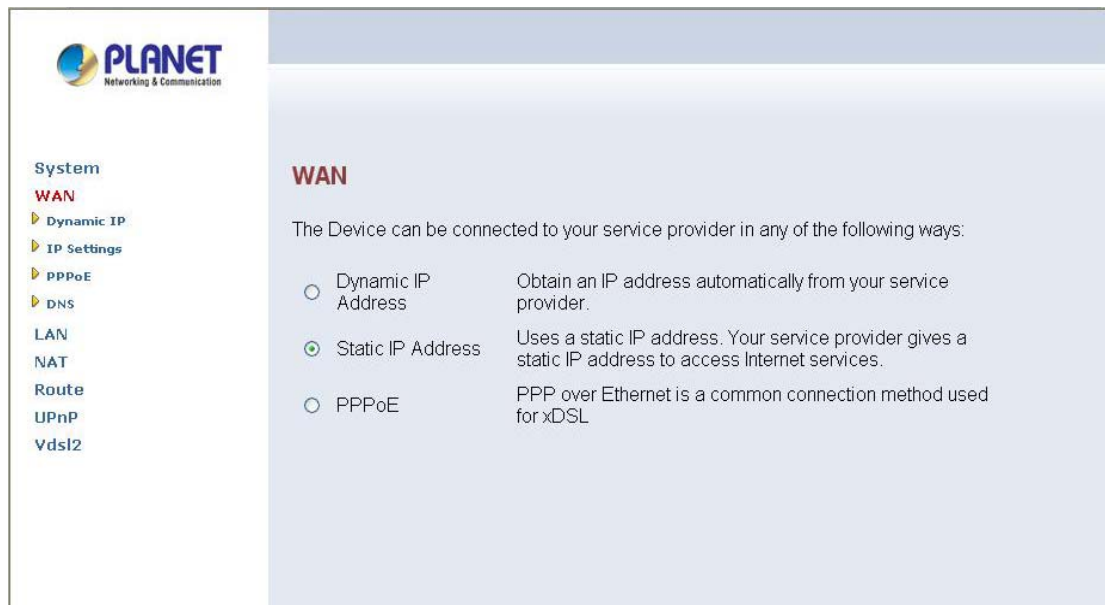 PLANET
Networking & Communication
System
WAN
Dynamic IP
IP Settings
PPPoE
DNS
LAN
NAT
Route
UPnP
Vdsl2
WAN
The Device can be connected to your service provider in any of the following ways:
Dynamic IP
Address
Obtain an IP address automatically from your service
provider.
Static IP Address
Uses a static IP address. Your service provider gives a
static IP address to access Internet services.
PPPoE
PPP over Ethernet is a common connection method used
for xDSL